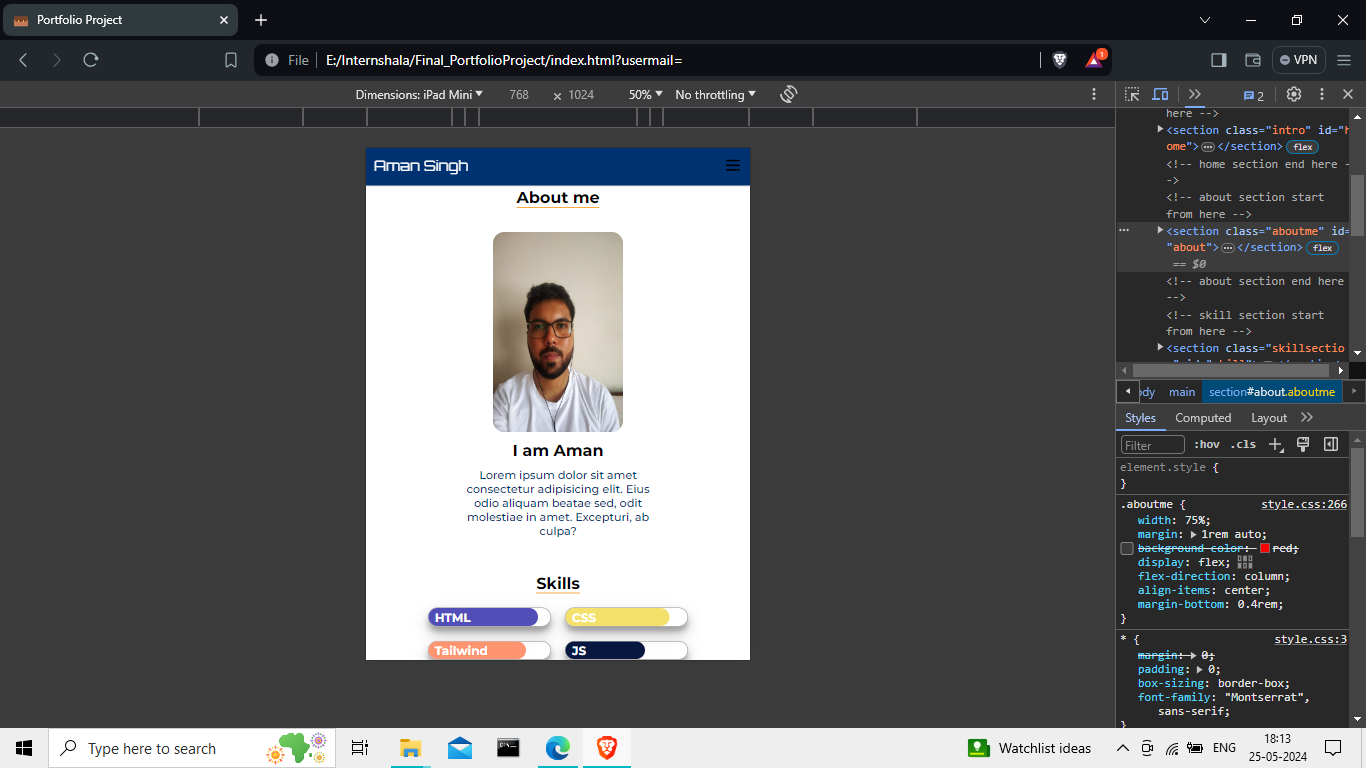 Portfolio Project
File
E:/Internshala/Final_PortfolioProject/index.html?usermail=
1
VPN
Dimensions: iPad Mini
768
×
1024
50%
No throttling
2
Aman Singh
About me
I am Aman
Lorem ipsum dolor sit amet
consectetur adipisicing elit. Eius
odio aliquam beatae sed, odit
molestiae in amet. Excepturi, ab
culpa?
Skills
HTML
CSS
Tailwind
JS
here -->
<section class="intro" id="h
ome"> … </section> flex
<!-- home section end here -
->
<!-- about section start
from here -->
… <section class="aboutme" id=
"about"> … </section> flex
== $0
<!-- about section end here
-->
<!-- skill section start
from here -->
<section class="skillsectio
dy
main
section#about.aboutme
Styles
Computed
Layout
Filter
:hov
.cls
element.style {
}
.aboutme {
style.css:266
width: 75%;
margin: 1rem auto;
background-color: red;
display: flex;
flex-direction: column;
align-items: center;
margin-bottom: 0.4rem;
}
* {
style.css:3
margin: 0;
padding: 0;
box-sizing: border-box;
font-family: "Montserrat",
sans-serif;
}
Type here to search
Watchlist ideas
ENG
18:13
25-05-2024